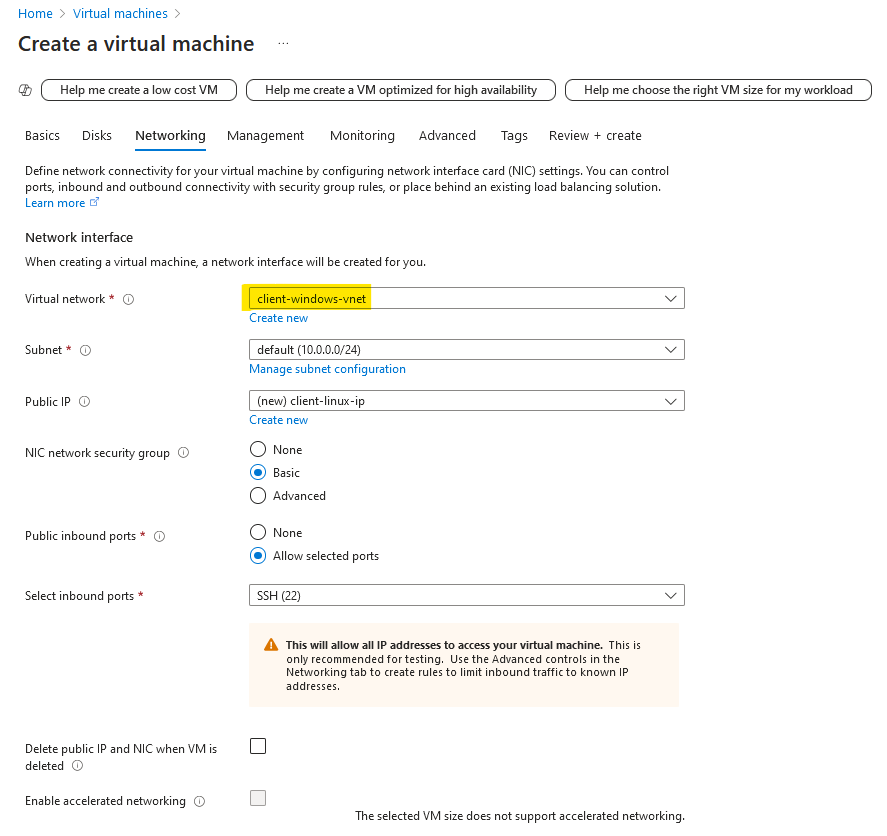 Home > Virtual machines >
Create a virtual machine ...
Help me create a low cost VM Help me create a VM optimized for high availability Help me choose the right VM size for my workload
Basics Disks Networking Management Monitoring Advanced Tags Review + create
Define network connectivity for your virtual machine by configuring network interface card (NIC) settings. You can control
ports, inbound and outbound connectivity with security group rules, or place behind an existing load balancing solution.
Learn more
Network interface
When creating a virtual machine, a network interface will be created for you.
Virtual network * client-windows-vnet
Create new
Subnet * default (10.0.0.0/24)
Manage subnet configuration
Public IP (new) client-linux-ip
Create new
NIC network security group None
Basic
Advanced
Public inbound ports * None
Allow selected ports
Select inbound ports * SSH (22)
This will allow all IP addresses to access your virtual machine. This is
only recommended for testing. Use the Advanced controls in the
Networking tab to create rules to limit inbound traffic to known IP
addresses.
Delete public IP and NIC when VM is
deleted
Enable accelerated networking
The selected VM size does not support accelerated networking.